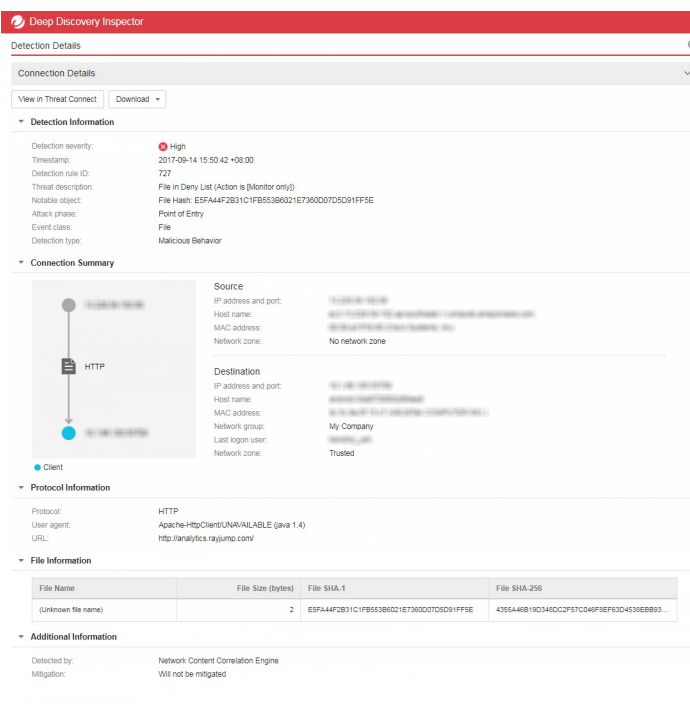 Deep Discovery Inspector
Detection Details
Connection Details
View in Threat Connect Download
Detection Information
Detection severity: High
Timestamp: 2017-09-14 15:50:42 +08:00
Detection rule ID: 727
Threat description: File in Deny List (Action is [Monitor only])
Notable object: File Hash: E5FA44F2B31C1FB553B6021E7360D07D5D91FF5E
Attack phase: Point of Entry
Event class: File
Detection type: Malicious Behavior
Connection Summary
HTTP
Client
Source
IP address and port:
Host name:
MAC address:
Network zone: No network zone
Destination
IP address and port:
Host name:
MAC address:
Network group: My Company
Last logon user:
Network zone: Trusted
Protocol Information
Protocol: HTTP
User agent: Apache-HttpClient/UNAVAILABLE (java 1.4)
URL: http://analytics.rayjump.com/
File Information
File Name File Size (bytes) File SHA-1 File SHA-256
(Unknown file name) 2 E5FA44F2B31C1FB553B6021E7360D07D5D91FF5E 4355A46B19D348DC2F57C046F8EF63D4538EBB93...
Additional Information
Detected by: Network Content Correlation Engine
Mitigation: Will not be mitigated